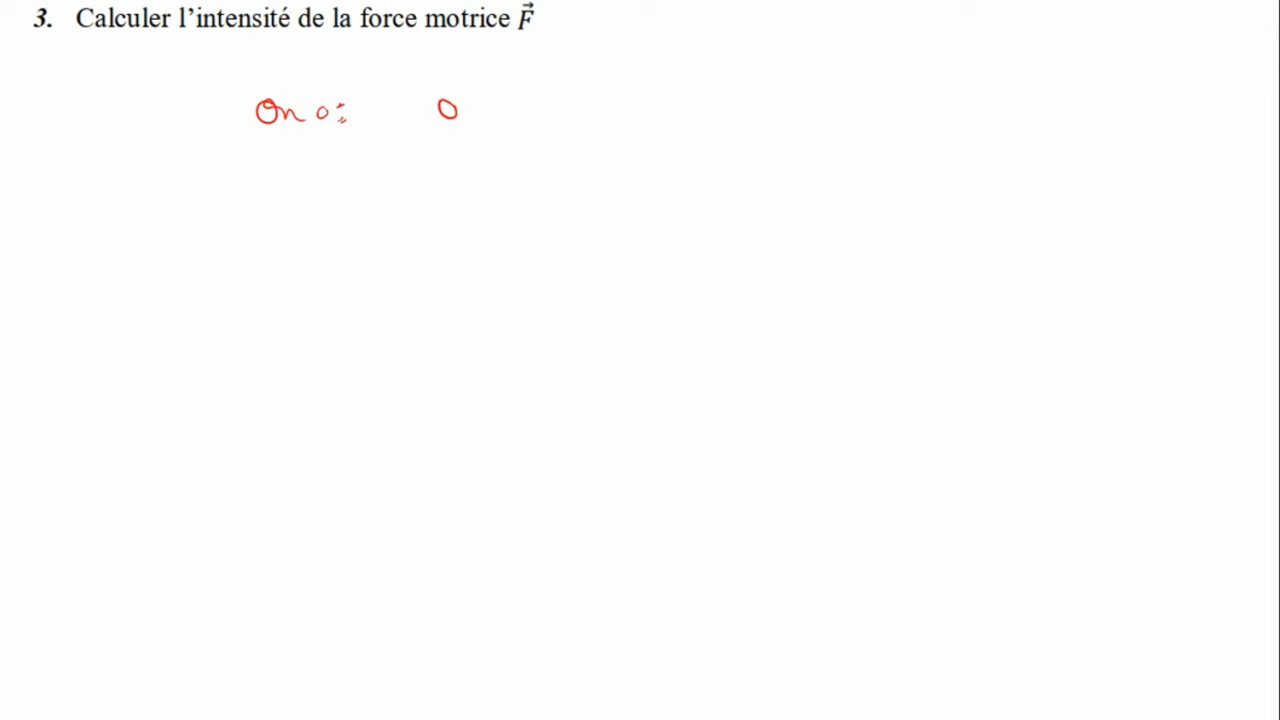 3. Calculer l’intensité de la force motrice F⃗
On a: